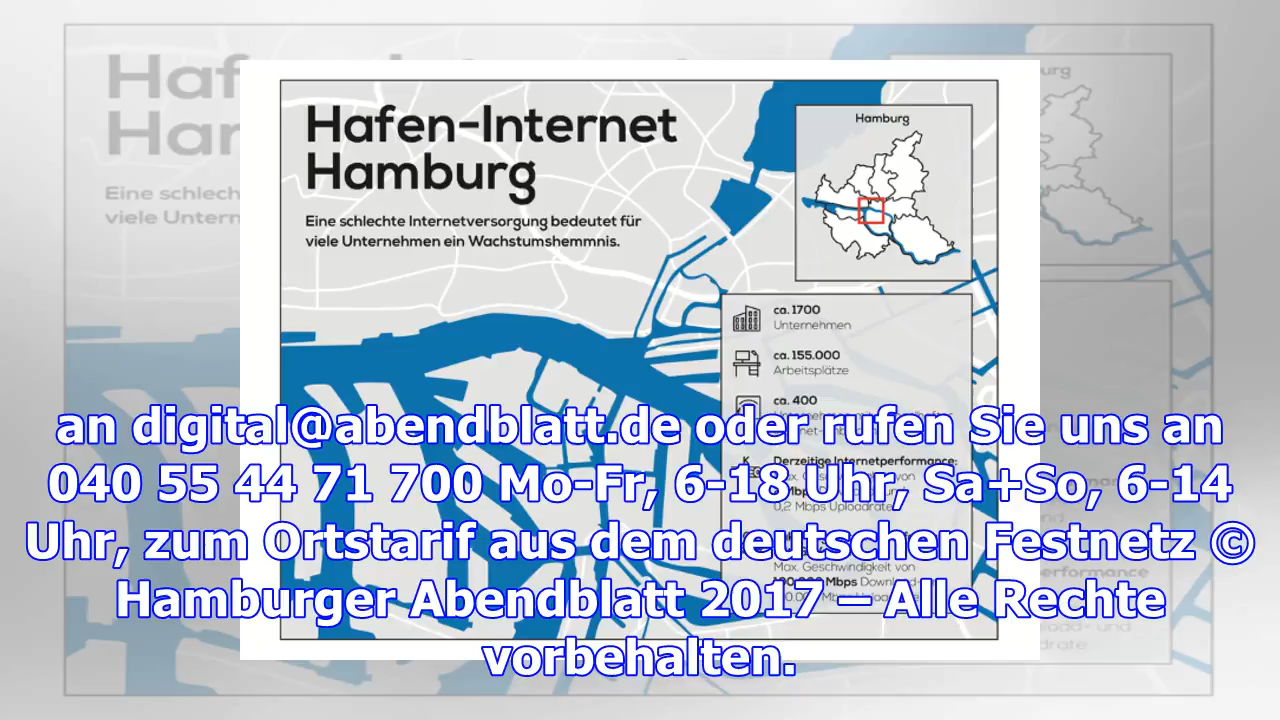 Hafen-Internet
Hamburg
Eine schlechte Internetversorgung bedeutet für
viele Unternehmen ein Wachstumshemmnis.
Hamburg
ca. 1700
Unternehmen
ca. 155.000
Arbeitsplätze
ca. 400
Derzeitige Internetperformance:
0,2 Mbps Uploadrate
Max. Geschwindigkeit von
an digital@abendblatt.de oder rufen Sie uns an
040 55 44 71 700 Mo-Fr, 6-18 Uhr, Sa+So, 6-14
Uhr, zum Ortstarif aus dem deutschen Festnetz ©
Hamburger Abendblatt 2017 – Alle Rechte
vorbehalten.